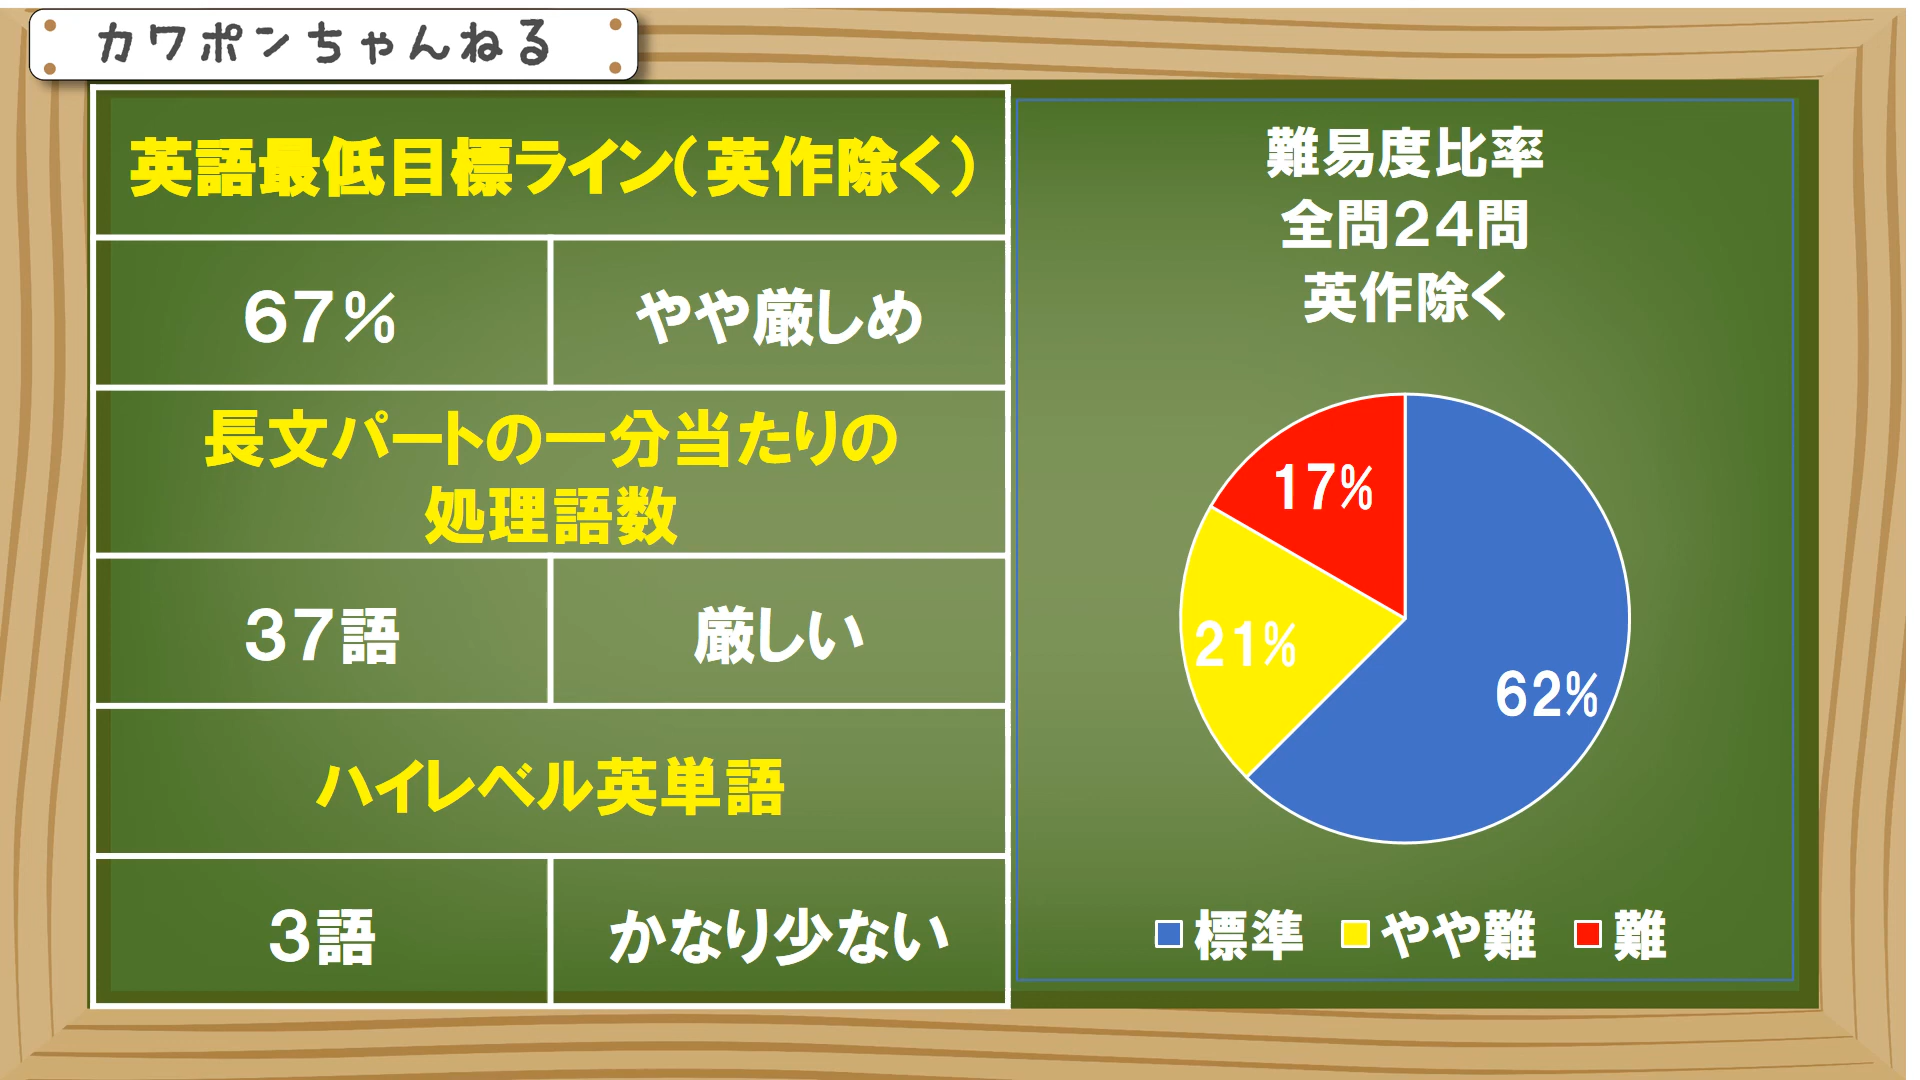 カワポンちゃんねる
英語最低目標ライン（英作除く）
67%
やや厳しめ
長文パートの一分当たりの
処理語数
37語
厳しい
ハイレベル英単語
3語
かなり少ない
難易度比率
全問24問
英作除く
17%
21%
62%
標準
やや難
難